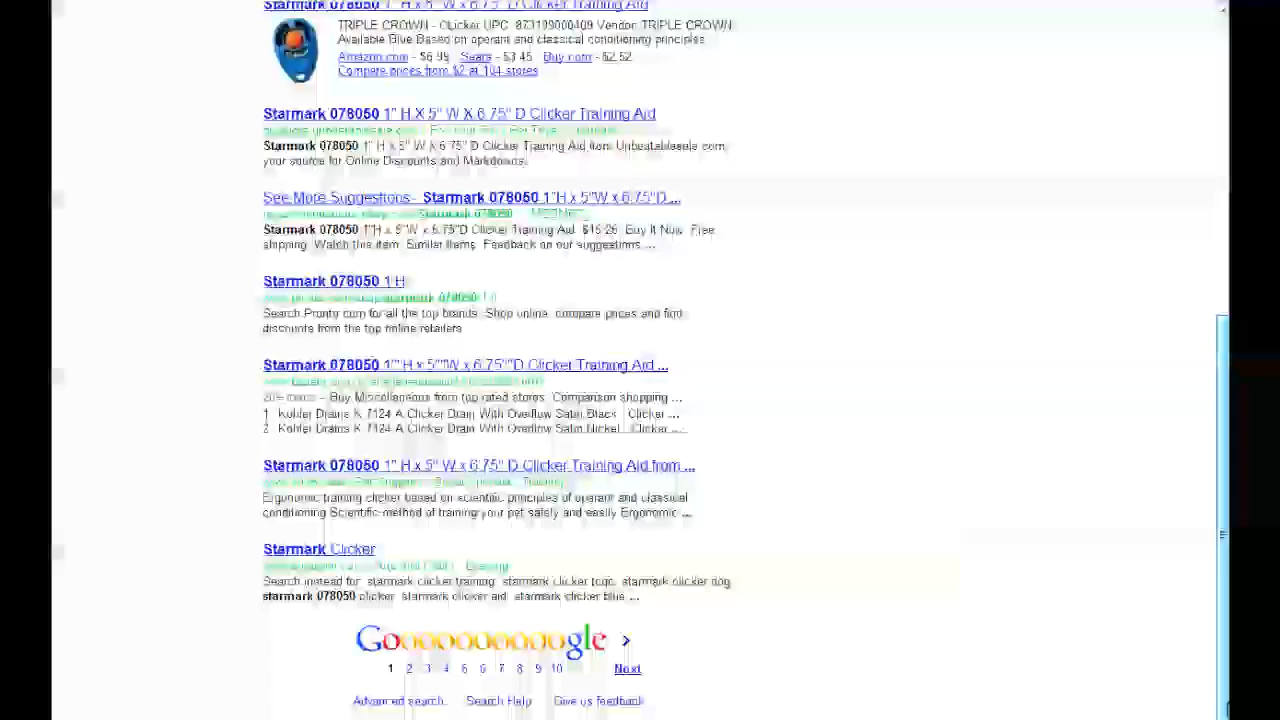 Starmark 078050 1" H X 5" W X 6.75" D Clicker Training Aid
TRIPLE CROWN - Clicker UPC Vendor TRIPLE CROWN
Available Blue Based on operant and classical conditioning principles
Amazon.com - $6.99 Sears - $3.45 Buy.com - $2.52
Compare prices from $2 at 104 stores
Starmark 078050 1" H X 5" W X 6.75" D Clicker Training Aid
Starmark 078050 1" H x 5" W X 6.75" D Clicker Training Aid from Unbeatablesale.com,
your source for Online Discounts and Markdowns.
See More Suggestions - Starmark 078050 1"H x 5"W x 6.75"D ...
Starmark 078050
Starmark 078050 1"H x 5"W x 6.75"D Clicker Training Aid. $15.26. Buy It Now. Free
shipping. Watch this item. Similar Items. Feedback on our suggestions ...
Starmark 078050 1 H
starmark 078050
Search Pronto.com for all the top brands. Shop online, compare prices and find
discounts from the top online retailers
Starmark 078050 1""H x 5""W x 6.75""D Clicker Training Aid ...
20+ items – Buy Miscellaneous from top rated stores. Comparison shopping ...
1 Kohler Drains K 7124 A Clicker Drain With Overflow Satin Black | Clicker ...
2 Kohler Drains K 7124 A Clicker Drain With Overflow Satin Nickel | Clicker ...
Starmark 078050 1" H x 5" W x 6.75" D Clicker Training Aid from ...
Ergonomic training clicker based on scientific principles of operant and classical
conditioning Scientific method of training your pet safely and easily Ergonomic ...
Starmark Clicker
Search instead for. starmark clicker training. starmark clicker dog.
starmark 078050 clicker. starmark clicker aid. starmark clicker blue ...
Gooooooooogle >
1 2 3 4 5 6 7 8 9 10 Next
Advanced search Search Help Give us feedback